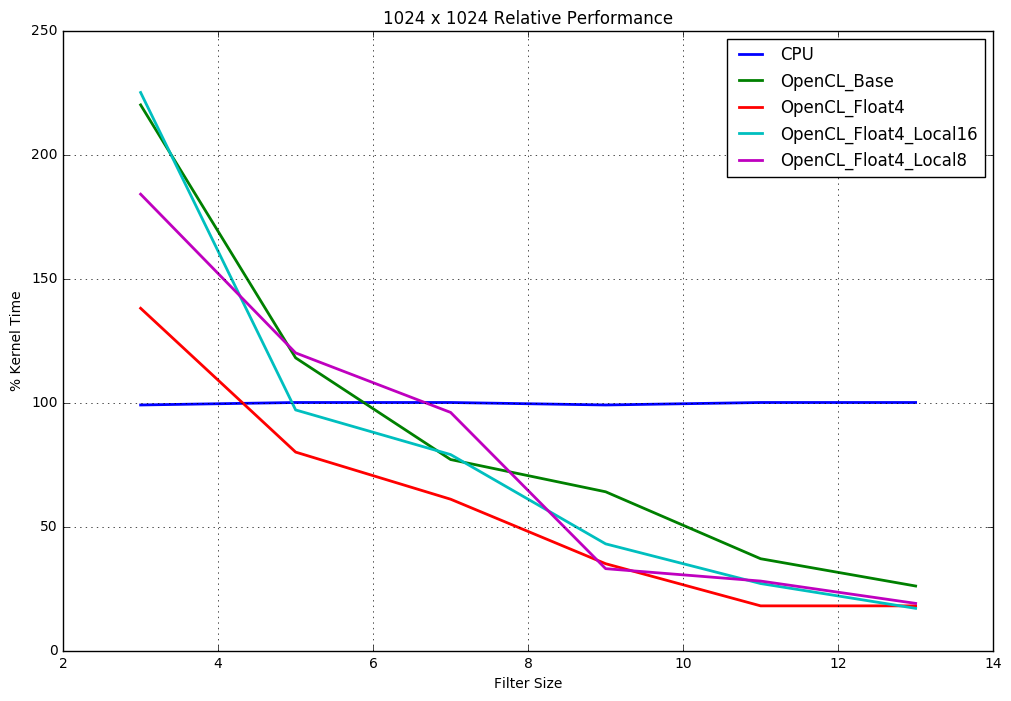 1024 x 1024 Relative Performance
250
200
150
100
50
0
% Kernel Time
CPU
OpenCL_Base
OpenCL_Float4
OpenCL_Float4_Local16
OpenCL_Float4_Local8
2 4 6 8 10 12 14
Filter Size